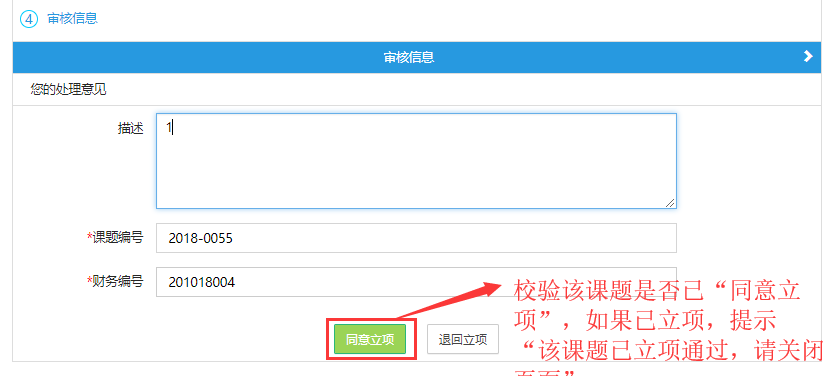 4 审核信息
审核信息
您的处理意见
描述 1
*课题编号 2018-0055
*财务编号 201018004
校验该课题是否已“同意立
项”，如果已立项，提示
“该课题已立项通过，请关闭
页面”
同意立项 退回立项